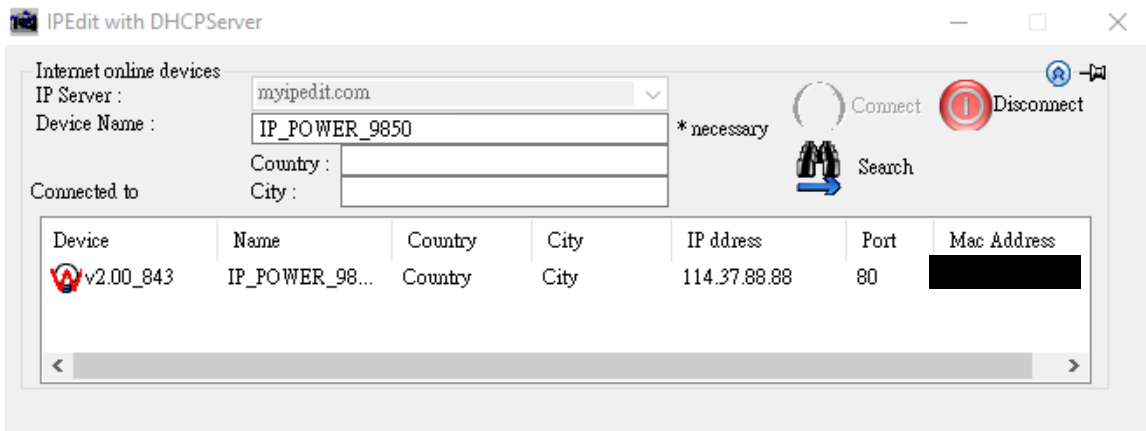 IPEdit with DHCPServer
Internet online devices
IP Server :
myipedit.com
Connect
Disconnect
Device Name :
IP_POWER_9850
* necessary
Country :
Search
Connected to
City :
Device Name Country City IP ddress Port Mac Address
v2.00_843 IP_POWER_98... Country City 114.37.88.88 80